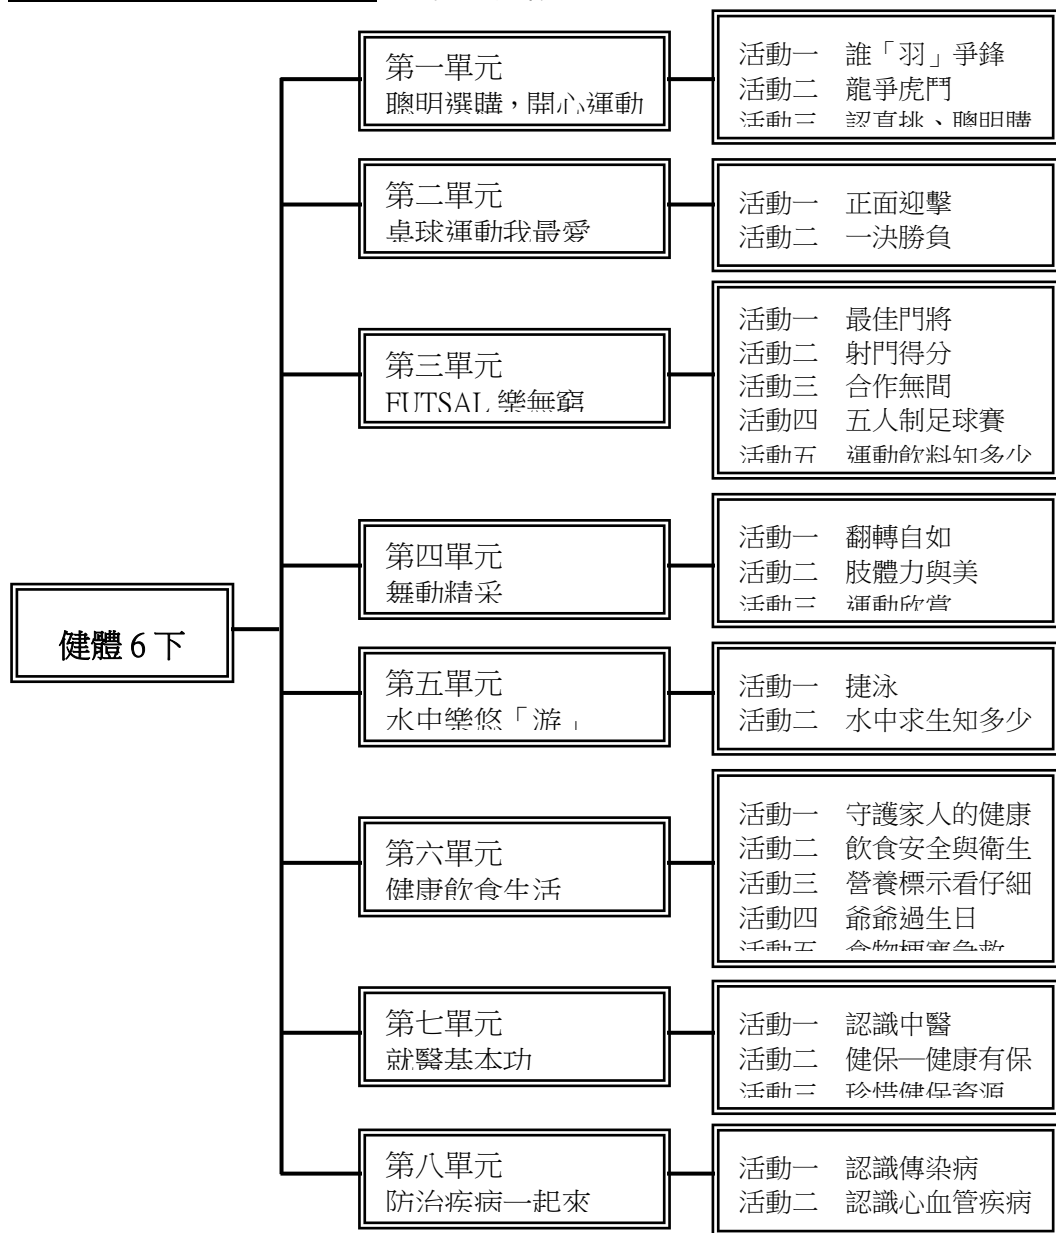 健體 6 下
第一單元
聰明選購，開心運動
活動一　誰「羽」爭鋒
活動二　龍爭虎鬥
活動三　認真挑、聰明購
第二單元
桌球運動我最愛
活動一　正面迎擊
活動二　一決勝負
第三單元
FUTSAL 樂無窮
活動一　最佳門將
活動二　射門得分
活動三　合作無間
活動四　五人制足球賽
活動五　運動飲料知多少
第四單元
舞動精采
活動一　翻轉自如
活動二　肢體力與美
活動三　運動欣賞
第五單元
水中樂悠「游」
活動一　捷泳
活動二　水中求生知多少
第六單元
健康飲食生活
活動一　守護家人的健康
活動二　飲食安全與衛生
活動三　營養標示看仔細
活動四　爺爺過生日
活動五　食物梗塞急救
第七單元
就醫基本功
活動一　認識中醫
活動二　健保─健康有保
活動三　珍惜健保資源
第八單元
防治疾病一起來
活動一　認識傳染病
活動二　認識心血管疾病